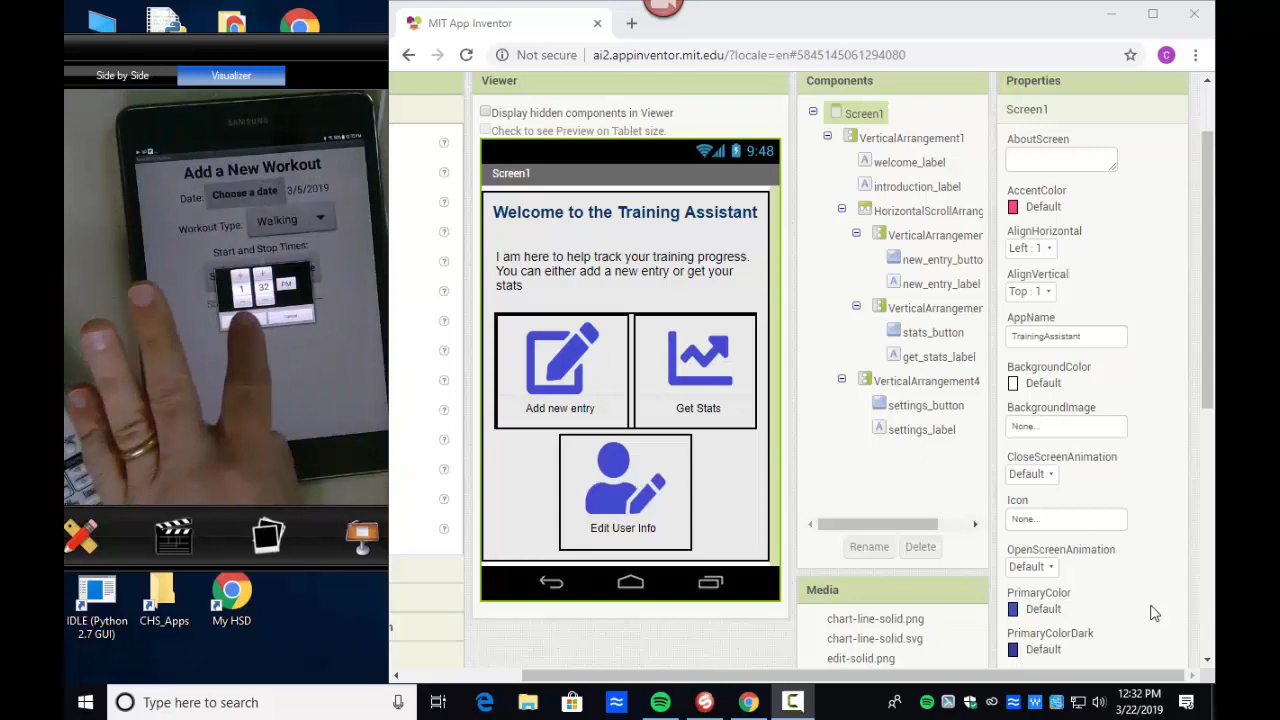 MIT App Inventor
Not secure
ai2.appinventor.mit.edu/?locale=en#5845145061294080
Side by Side
Visualizer
SAMSUNG
Add a New Workout
Date:
Choose a date
3/5/2019
Workout Type:
Walking
Start and Stop Times:
1
32
PM
Cancel
IDLE (Python
2.7 GUI)
CHS_Apps
My HSD
Viewer
Display hidden components in Viewer
Check to see Preview on Tablet size.
9:48
Screen1
Welcome to the Training Assistant
I am here to help track your training progress.
You can either add a new entry or get your
stats
Add new entry
Get Stats
Edit User Info
Components
Screen1
VerticalArrangement1
welcome_label
introduction_label
HorizontalScrollArrang
VerticalArrangemer
new_entry_butto
new_entry_label
VerticalArrangemer
stats_button
get_stats_label
VerticalArrangement4
settings_button
settings_label
Rename
Delete
Media
chart-line-solid.png
chart-line-solid.svg
edit-solid.png
Properties
Screen1
AboutScreen
AccentColor
Default
AlignHorizontal
Left : 1
AlignVertical
Top : 1
AppName
TrainingAssistant
BackgroundColor
Default
BackgroundImage
None...
CloseScreenAnimation
Default
Icon
None...
OpenScreenAnimation
Default
PrimaryColor
Default
PrimaryColorDark
Default
Type here to search
12:32 PM
3/22/2019